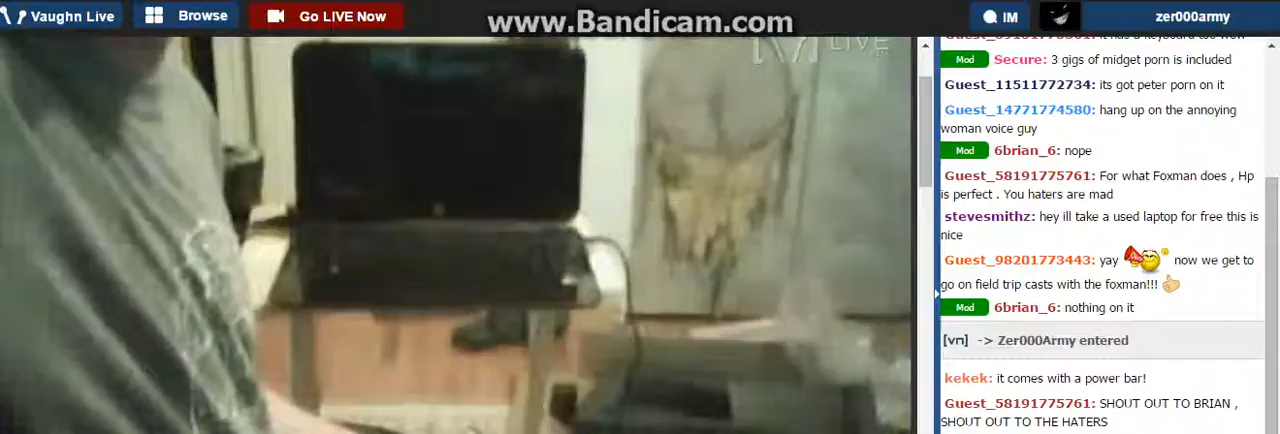 Vaughn Live
Browse
Go LIVE Now
www.Bandicam.com
IM
zer000army
[V] LIVE
Mod Secure: 3 gigs of midget porn is included
Guest_11511772734: its got peter porn on it
Guest_14771774580: hang up on the annoying
woman voice guy
Mod 6brian_6: nope
Guest_58191775761: For what Foxman does , Hp
is perfect . You haters are mad
stevesmithz: hey ill take a used laptop for free this is
nice
Guest_98201773443: yay now we get to
go on field trip casts with the foxman!!!
Mod 6brian_6: nothing on it
[vn] -> Zer000Army entered
kekek: it comes with a power bar!
Guest_58191775761: SHOUT OUT TO BRIAN ,
SHOUT OUT TO THE HATERS